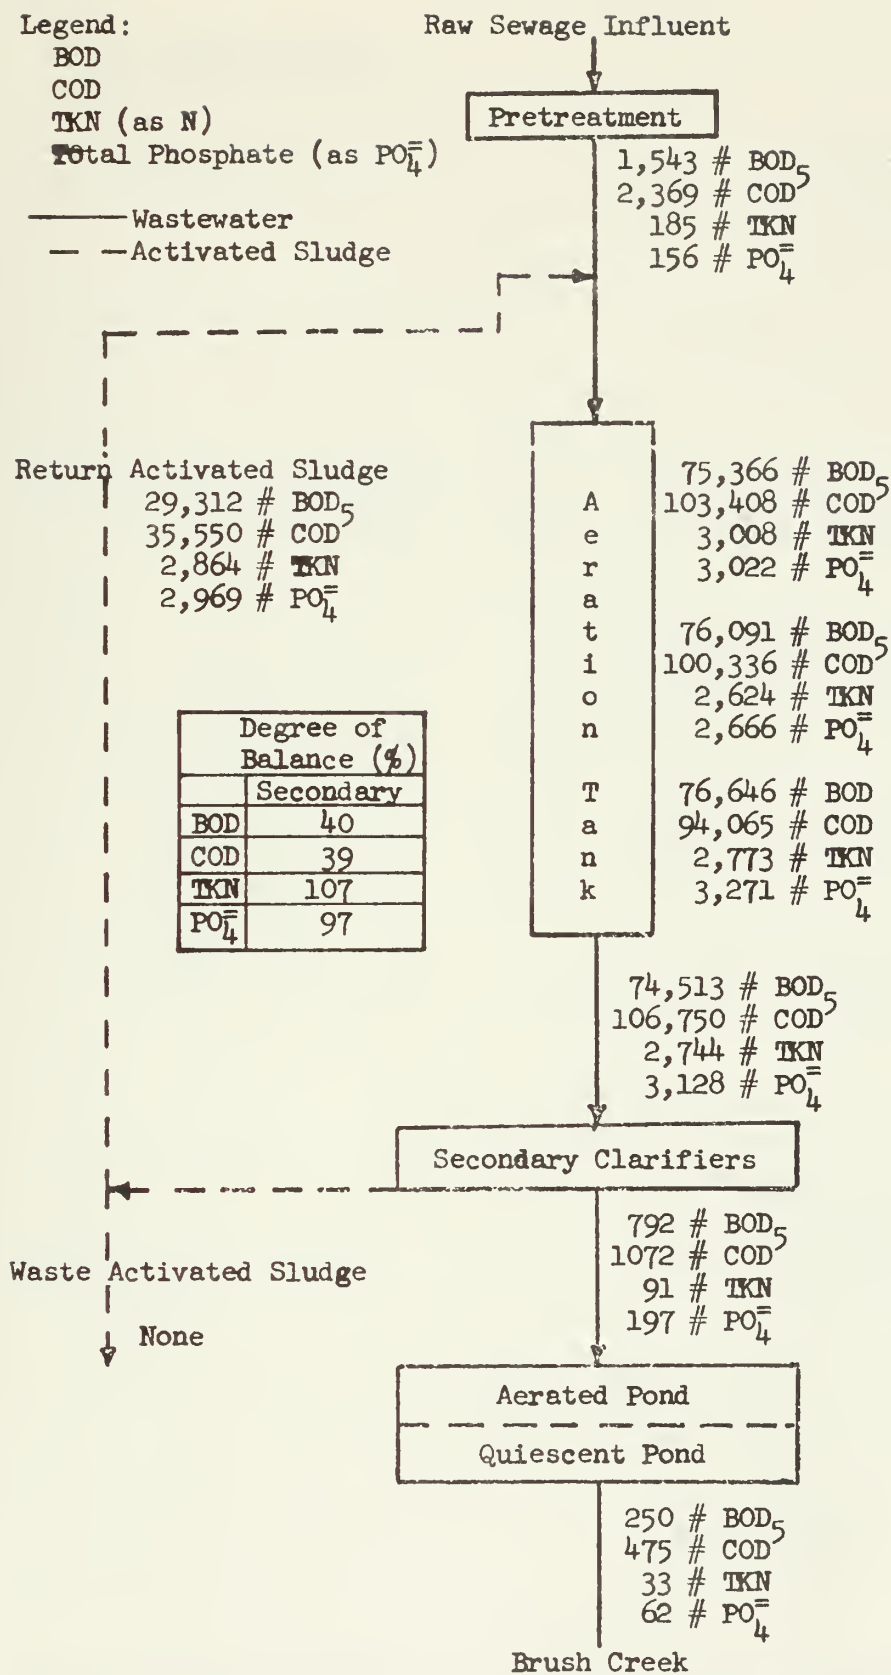 Legend:
BOD
COD
TKN (as N)
Total Phosphate (as PO₄⁼)
Wastewater
Activated Sludge
Raw Sewage Influent
Pretreatment
1,543 # BOD₅
2,369 # COD
185 # TKN
156 # PO₄⁼
Return Activated Sludge
29,312 # BOD₅
35,550 # COD
2,864 # TKN
2,969 # PO₄⁼
Aeration Tank
75,366 # BOD₅
103,408 # COD
3,008 # TKN
3,022 # PO₄⁼
76,091 # BOD₅
100,336 # COD
2,624 # TKN
2,666 # PO₄⁼
76,646 # BOD
94,065 # COD
2,773 # TKN
3,271 # PO₄⁼
Degree of
Balance (%)
Secondary
BOD 40
COD 39
TKN 107
PO₄⁼ 97
74,513 # BOD₅
106,750 # COD
2,744 # TKN
3,128 # PO₄⁼
Secondary Clarifiers
792 # BOD₅
1072 # COD
91 # TKN
197 # PO₄⁼
Waste Activated Sludge
None
Aerated Pond
Quiescent Pond
250 # BOD₅
475 # COD
33 # TKN
62 # PO₄⁼
Brush Creek